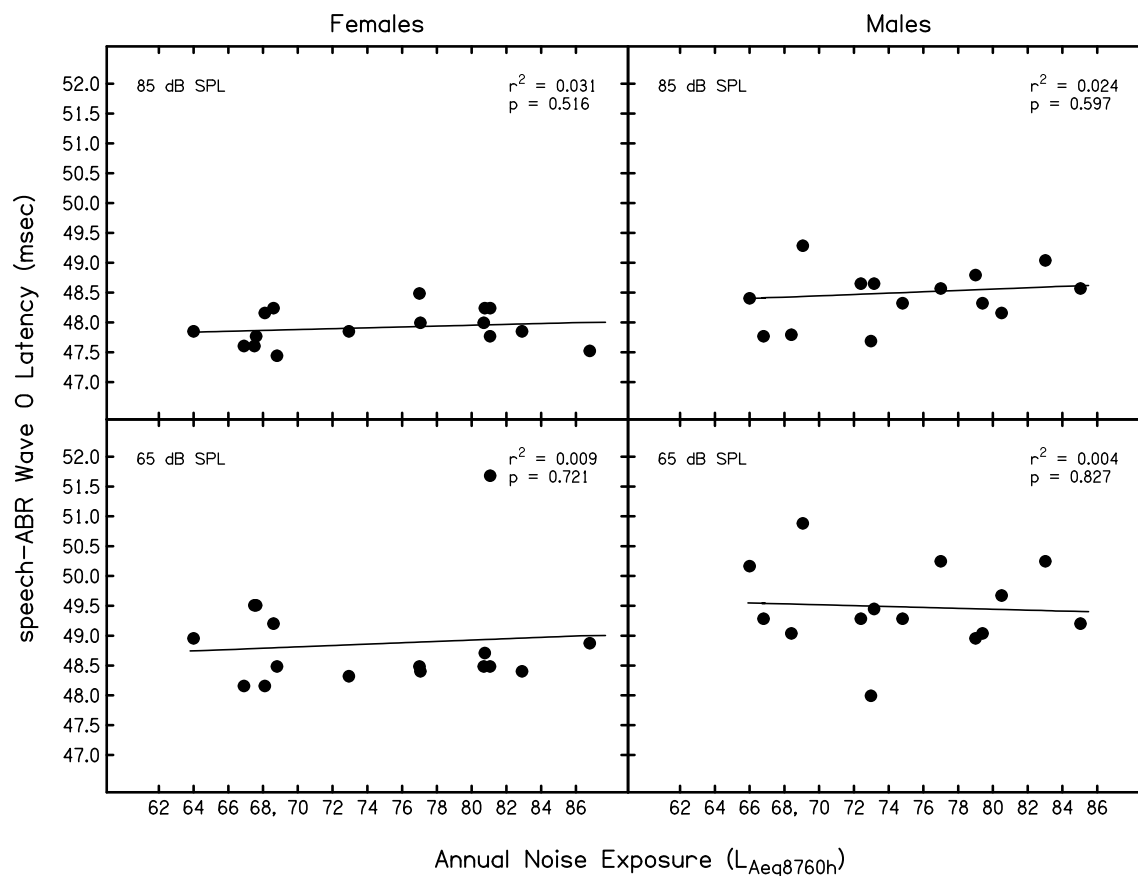 Females
Males
speech-ABR Wave O Latency (msec)
85 dB SPL
r² = 0.031
p = 0.516
52.0
51.5
51.0
50.5
50.0
49.5
49.0
48.5
48.0
47.5
47.0
85 dB SPL
r² = 0.024
p = 0.597
65 dB SPL
r² = 0.009
p = 0.721
52.0
51.5
51.0
50.5
50.0
49.5
49.0
48.5
48.0
47.5
47.0
65 dB SPL
r² = 0.004
p = 0.827
62 64 66 68, 70 72 74 76 78 80 82 84 86
62 64 66 68, 70 72 74 76 78 80 82 84 86
Annual Noise Exposure (LAeq8760h)